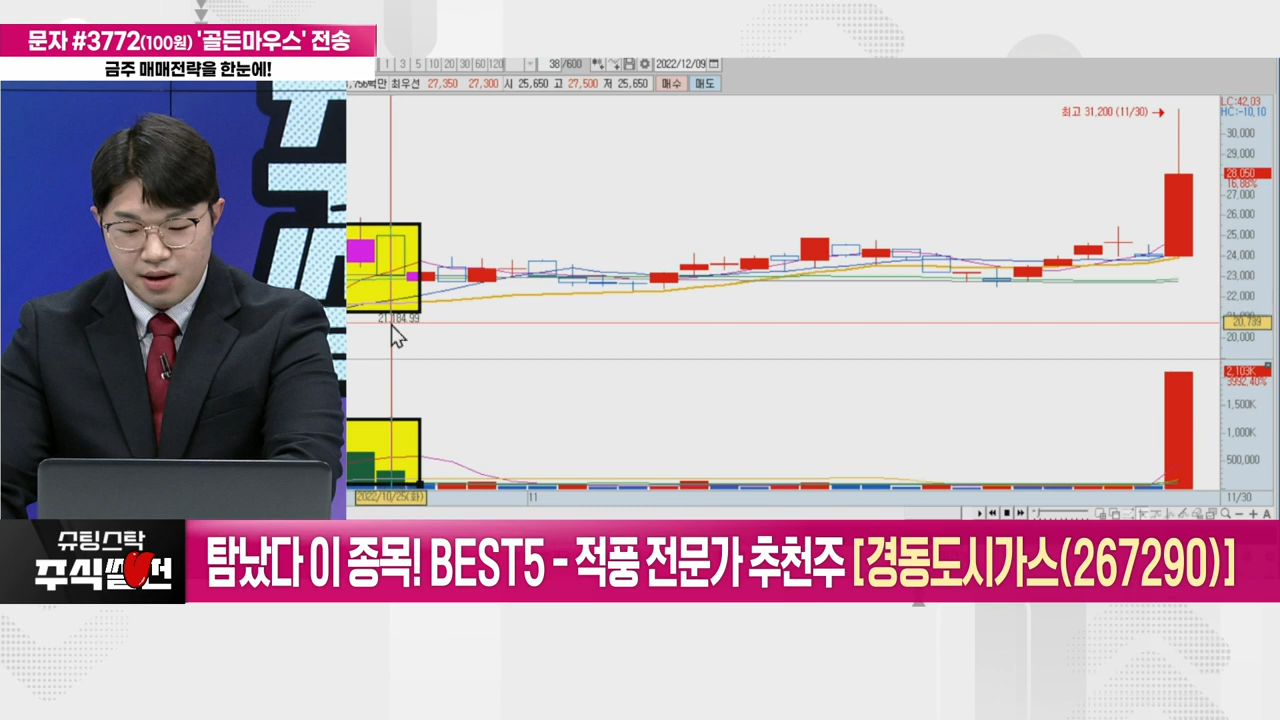 문자 #3772(100원) '골든마우스' 전송
금주 매매전략을 한눈에!
1 3 5 10 20 30 60 120 38/600 2022/12/09
최우선 27,350 27,300 시 25,650 고 27,500 저 25,650 매수 매도
LC:42,03
HC:-10,10
최고 31,200 (11/30)
30,000
29,000
28,050
16,88%
27,000
26,000
25,000
24,000
23,000
22,000
21,184.99
20,739
20,000
2,103K
3992,40%
1,500K
1,000K
500,000
2022/10/25(화) 11 11/30
A
슈팅스탁
주식썰전
탐났다 이 종목! BEST5 - 적풍 전문가 추천주 [경동도시가스(267290)]